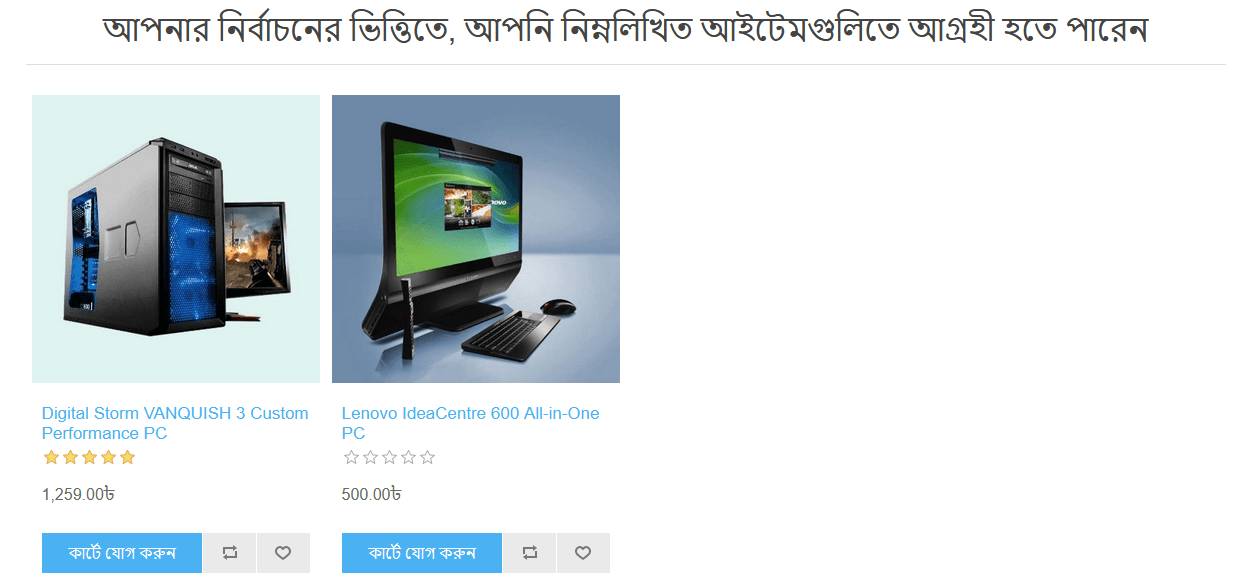 আপনার নির্বাচনের ভিত্তিতে, আপনি নিম্নলিখিত আইটেমগুলিতে আগ্রহী হতে পারেন
Digital Storm VANQUISH 3 Custom
Performance PC
1,259.00৳
কার্টে যোগ করুন
Lenovo IdeaCentre 600 All-in-One
PC
500.00৳
কার্টে যোগ করুন